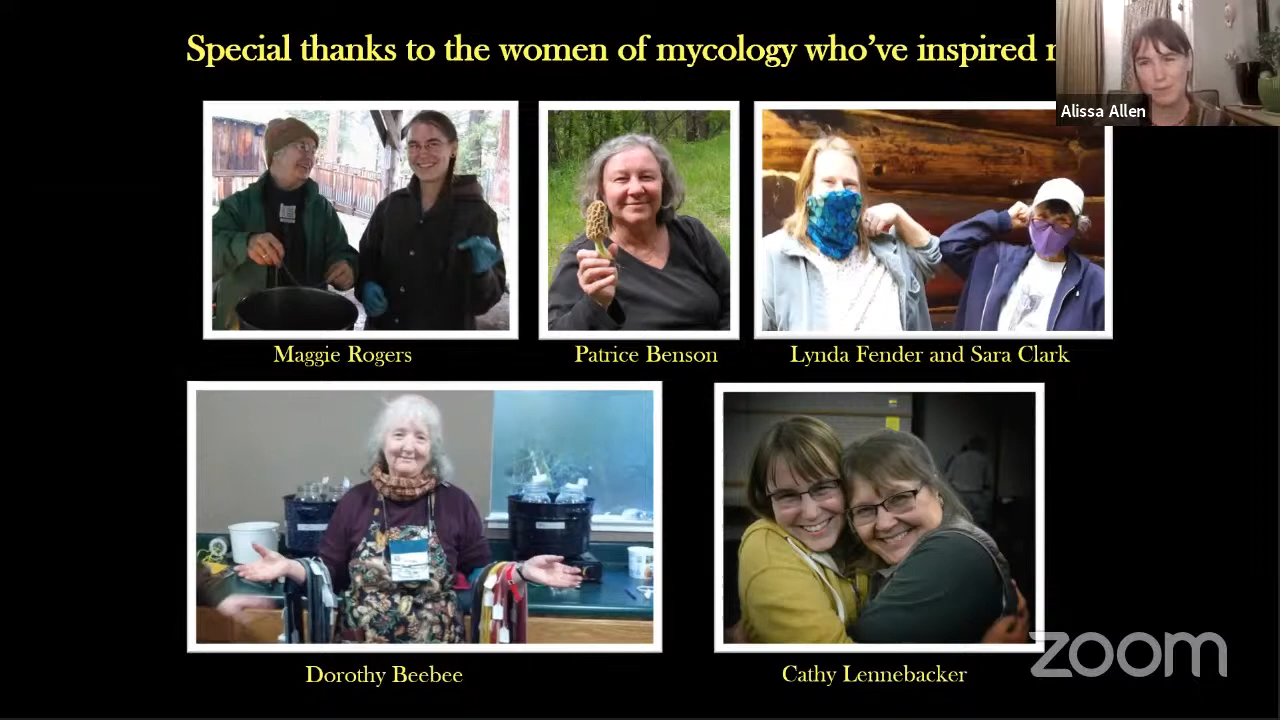 Special thanks to the women of mycology who've inspired
Alissa Allen
Maggie Rogers
Patrice Benson
Lynda Fender and Sara Clark
Dorothy Beebee
Cathy Lennebacker
zoom